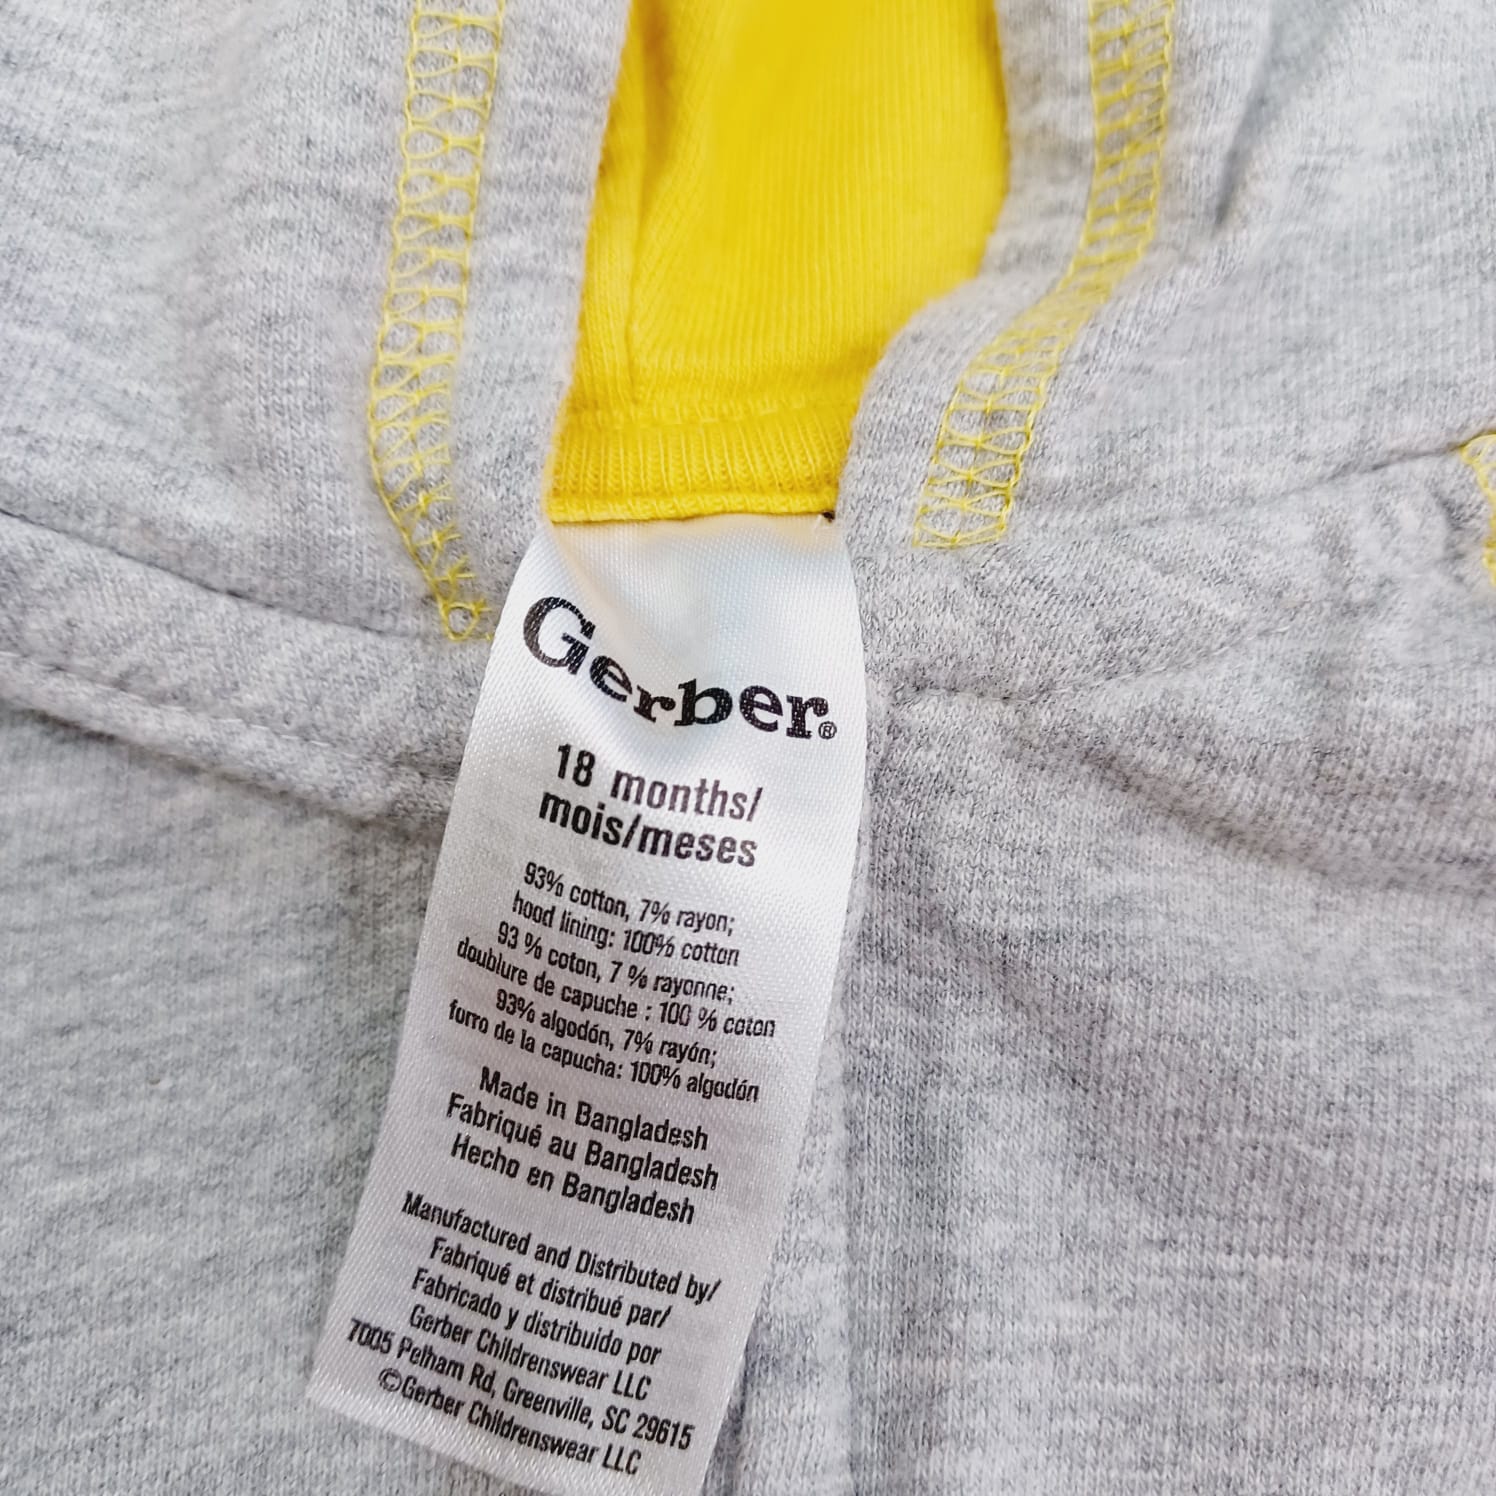 Gerber®
18 months/
mois/meses
93% cotton, 7% rayon;
hood lining: 100% cotton
93 % coton, 7 % rayonne;
doublure de capuche : 100 % coton
93% algodón, 7% rayón;
forro de la capucha: 100% algodón
Made in Bangladesh
Fabriqué au Bangladesh
Hecho en Bangladesh
Manufactured and Distributed by/
Fabriqué et distribué par/
Fabricado y distribuido por
Gerber Childrenswear LLC
7005 Pelham Rd, Greenville, SC 29615
©Gerber Childrenswear LLC